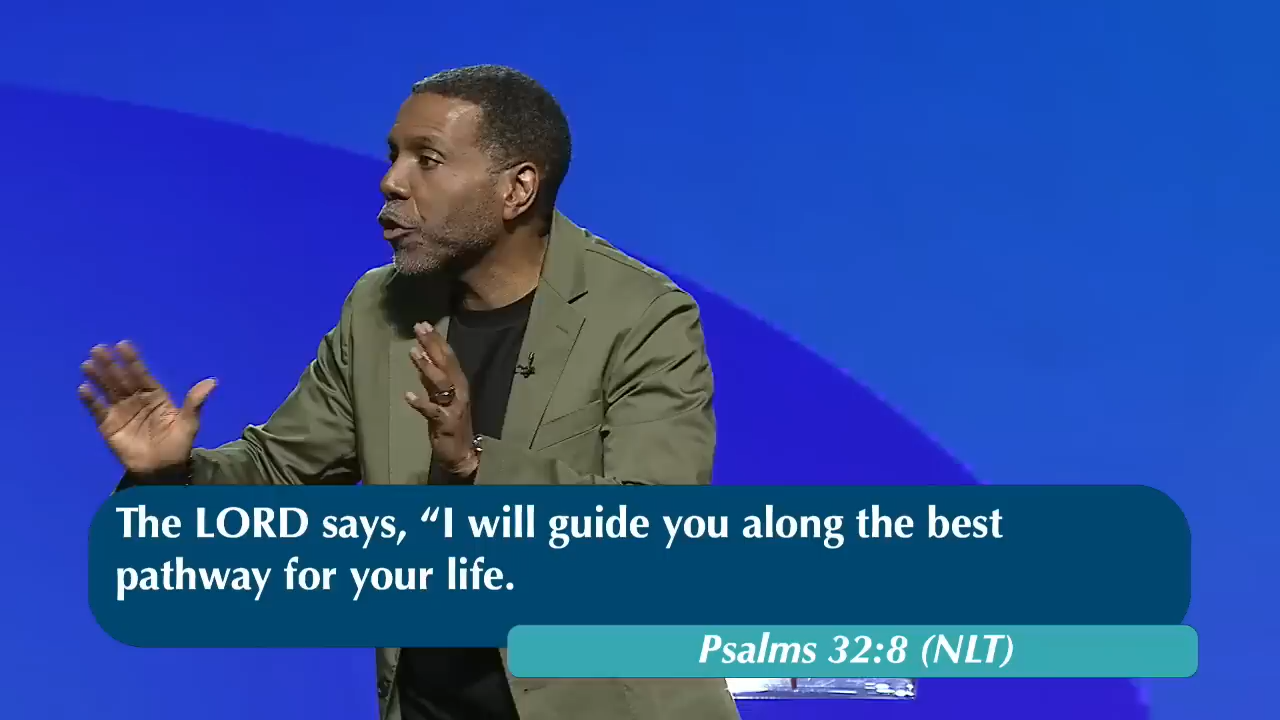 The LORD says, “I will guide you along the best
pathway for your life.
Psalms 32:8 (NLT)